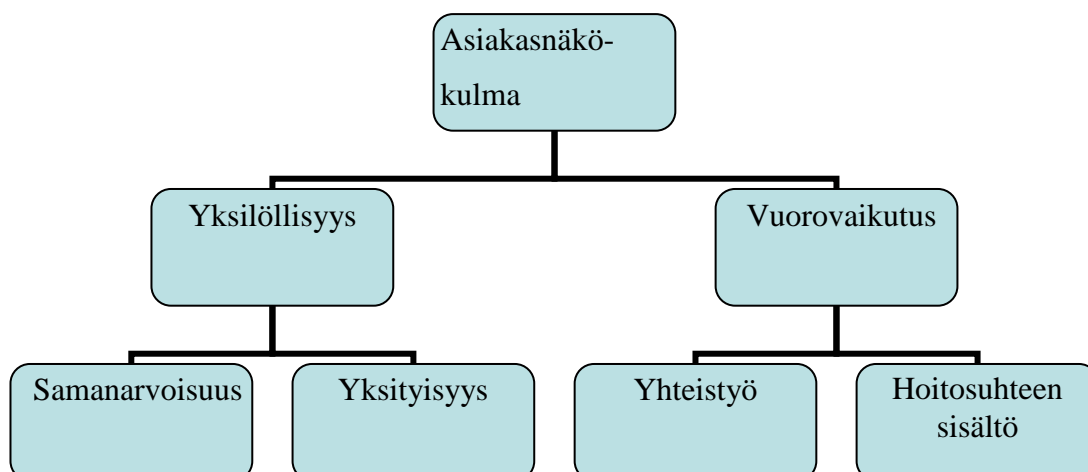 Asiakasnäkö-
kulma
Yksilöllisyys
Vuorovaikutus
Samanarvoisuus
Yksityisyys
Yhteistyö
Hoitosuhteen
sisältö